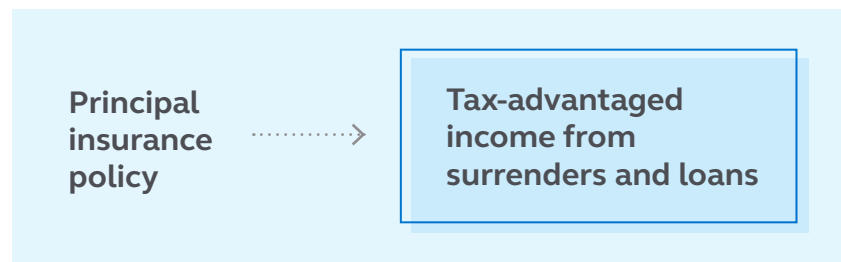 Principal
insurance
policy
Tax-advantaged
income from
surrenders and loans